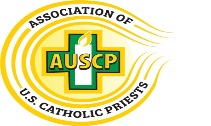 ASSOCIATION OF
AUSCP
U.S. CATHOLIC PRIESTS